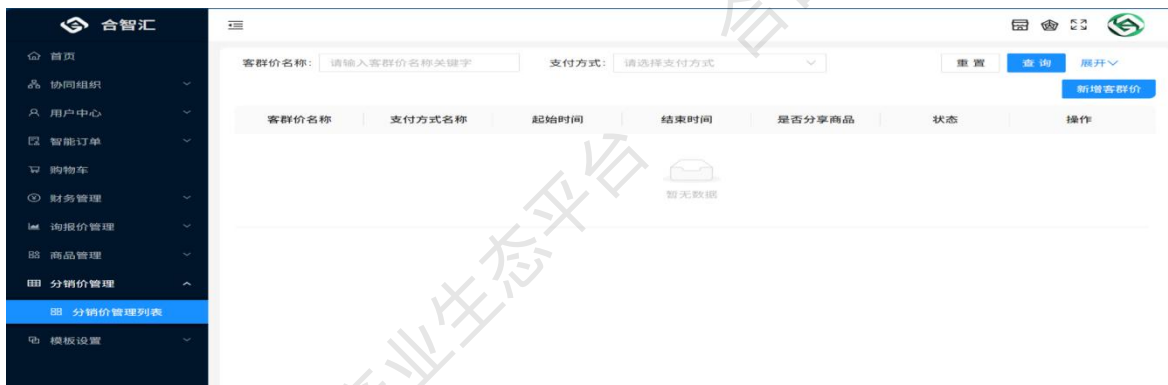 合智汇
首页
协同组织
用户中心
智能订单
购物车
财务管理
询报价管理
商品管理
分销价管理
分销价管理列表
模板设置
客群价名称: 请输入客群价名称关键字 支付方式: 请选择支付方式 重置 查询 展开
新增客群价
客群价名称 支付方式名称 起始时间 结束时间 是否分享商品 状态 操作
暂无数据
业生态平台